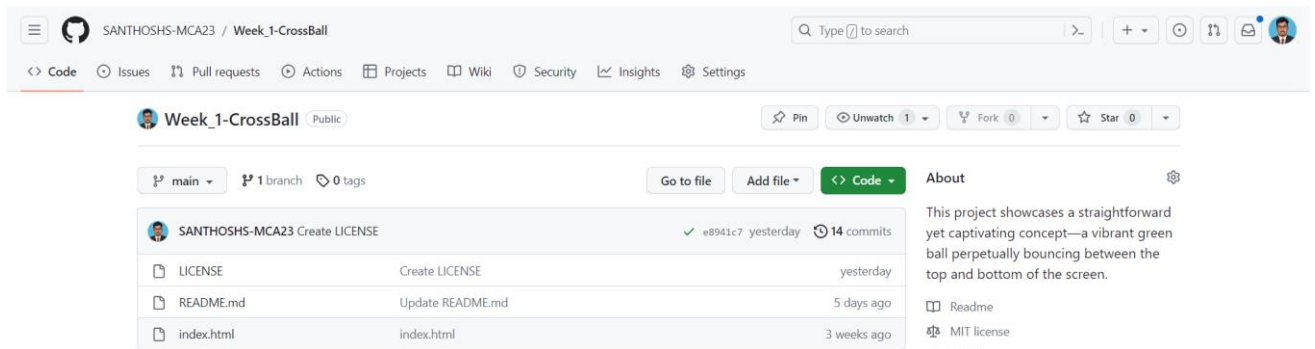 SANTHOSHS-MCA23 / Week_1-CrossBall
Type / to search
<> Code Issues Pull requests Actions Projects Wiki Security Insights Settings
Week_1-CrossBall Public
Pin Unwatch 1 Fork 0 Star 0
main 1 branch 0 tags Go to file Add file <> Code
SANTHOSHS-MCA23 Create LICENSE e8941c7 yesterday 14 commits
LICENSE Create LICENSE yesterday
README.md Update README.md 5 days ago
index.html index.html 3 weeks ago
About
This project showcases a straightforward
yet captivating concept—a vibrant green
ball perpetually bouncing between the
top and bottom of the screen.
Readme
MIT license